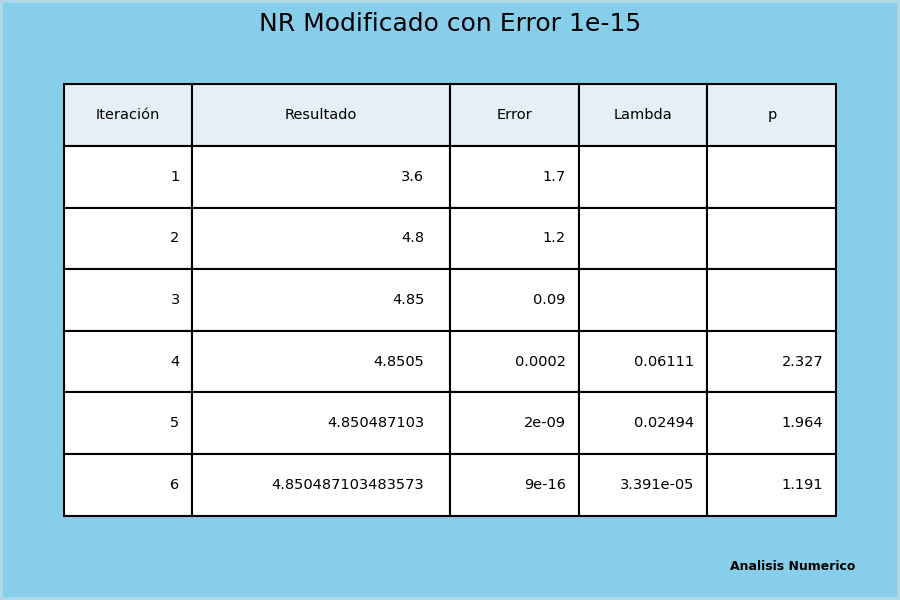 NR Modificado con Error 1e-15
Iteración Resultado Error Lambda p
1 3.6 1.7
2 4.8 1.2
3 4.85 0.09
4 4.8505 0.0002 0.06111 2.327
5 4.850487103 2e-09 0.02494 1.964
6 4.850487103483573 9e-16 3.391e-05 1.191
Analisis Numerico